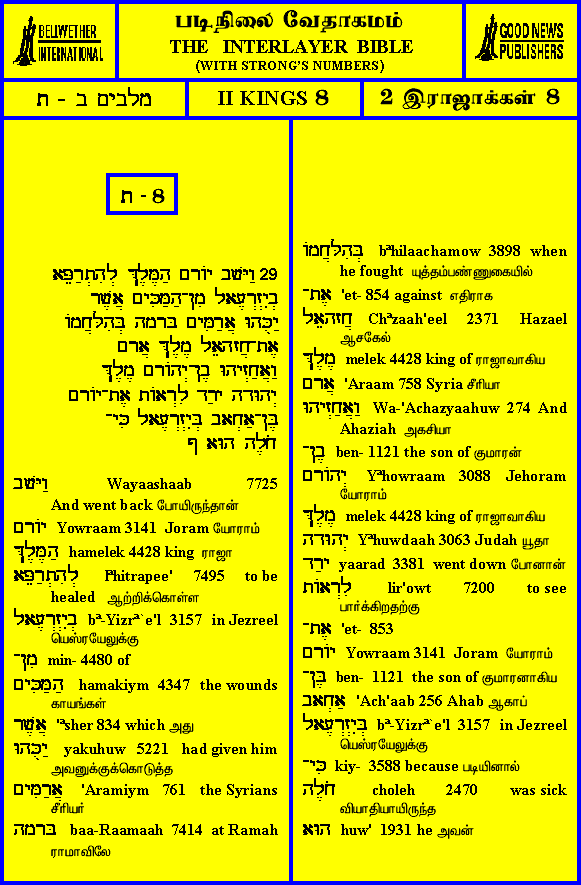 BELLWETHER
INTERNATIONAL
படிநிலை வேதாகமம்
THE INTERLAYER BIBLE
(WITH STRONG'S NUMBERS)
GOOD NEWS
PUBLISHERS
מלבים ב - ח
II KINGS 8
2 இராஜாக்கள் 8
ח - 8
29 וַיָּשָׁב יוֹרָם הַמֶּלֶךְ לְהִתְרַפֵּא
בְיִזְרְעֶאל מִן־הַמַּכִּים אֲשֶׁר
יַכֻּהוּ אֲרַמִּים בָּרָמָה בְּהִלָּחֲמוֹ
אֶת־חֲזָהאֵל מֶלֶךְ אֲרָם
וַאֲחַזְיָהוּ בֶן־יְהוֹרָם מֶלֶךְ
יְהוּדָה יָרַד לִרְאוֹת אֶת־יוֹרָם
בֶּן־אַחְאָב בְּיִזְרְעֶאל כִּי־
חֹלֶה הוּא ף
וַיָּשָׁב Wayaashaab 7725
And went back போயிருந்தான்
יוֹרָם Yowraam 3141 Joram யோராம்
הַמֶּלֶךְ hamelek 4428 king ராஜா
לְהִתְרַפֵּא lªhitrapee' 7495 to be
healed ஆற்றிக்கொள்ள
בְיִזְרְעֶאל bª-Yizrª`e'l 3157 in Jezreel
யெஸ்ரயேலுக்கு
מִן־ min- 4480 of
הַמַּכִּים hamakiym 4347 the wounds
காயங்கள்
אֲשֶׁר 'ªsher 834 which அது
יַכֻּהוּ yakuhuw 5221 had given him
அவனுக்குக்கொடுத்த
אֲרַמִּים 'Aramiym 761 the Syrians
சீரியர்
בָּרָמָה baa-Raamaah 7414 at Ramah
ராமாவிலே
בְּהִלָּחֲמוֹ bªhilaachamow 3898 when
he fought யுத்தம்பண்ணுகையில்
אֶת־ 'et- 854 against எதிராக
חֲזָהאֵל Chªzaah'eel 2371 Hazael
ஆசகேல்
מֶלֶךְ melek 4428 king of ராஜாவாகிய
אֲרָם 'Araam 758 Syria சீரியா
וַאֲחַזְיָהוּ Wa-'Achazyaahuw 274 And
Ahaziah அகசியா
בֶן־ ben- 1121 the son of குமாரன்
יְהוֹרָם Yªhowraam 3088 Jehoram
யோராம்
מֶלֶךְ melek 4428 king of ராஜாவாகிய
יְהוּדָה Yªhuwdaah 3063 Judah யூதா
יָרַד yaarad 3381 went down போனான்
לִרְאוֹת lir'owt 7200 to see
பார்க்கிறதற்கு
אֶת־ 'et- 853
יוֹרָם Yowraam 3141 Joram யோராம்
בֶּן־ ben- 1121 the son of குமாரனாகிய
אַחְאָב 'Ach'aab 256 Ahab ஆகாப்
בְּיִזְרְעֶאל bª-Yizrª`e'l 3157 in Jezreel
யெஸ்ரயேலுக்கு
כִּי־ kiy- 3588 because படியினால்
חֹלֶה choleh 2470 was sick
வியாதியாயிருந்த
הוּא huw' 1931 he அவன்